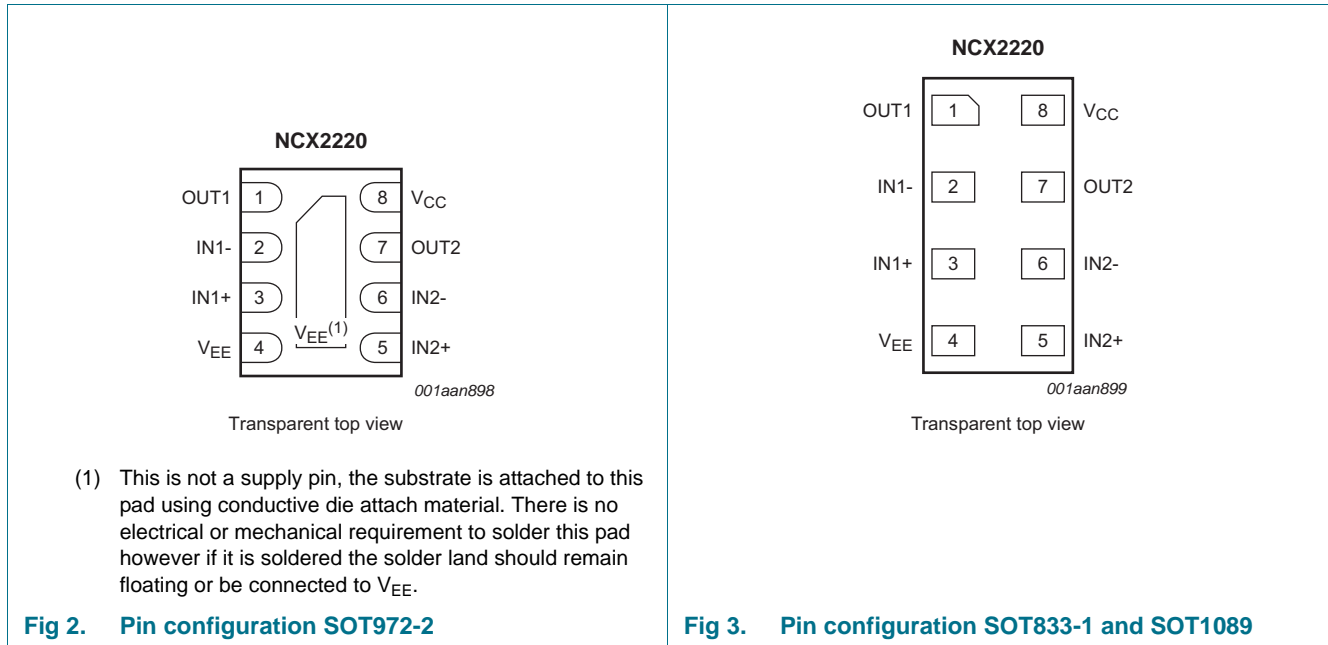 NCX2220
OUT1 1 8 VCC
IN1- 2 7 OUT2
IN1+ 3 6 IN2-
VEE 4 VEE(1) 5 IN2+
001aan898
Transparent top view
(1) This is not a supply pin, the substrate is attached to this
pad using conductive die attach material. There is no
electrical or mechanical requirement to solder this pad
however if it is soldered the solder land should remain
floating or be connected to VEE.
Fig 2. Pin configuration SOT972-2
NCX2220
OUT1 1 8 VCC
IN1- 2 7 OUT2
IN1+ 3 6 IN2-
VEE 4 5 IN2+
001aan899
Transparent top view
Fig 3. Pin configuration SOT833-1 and SOT1089